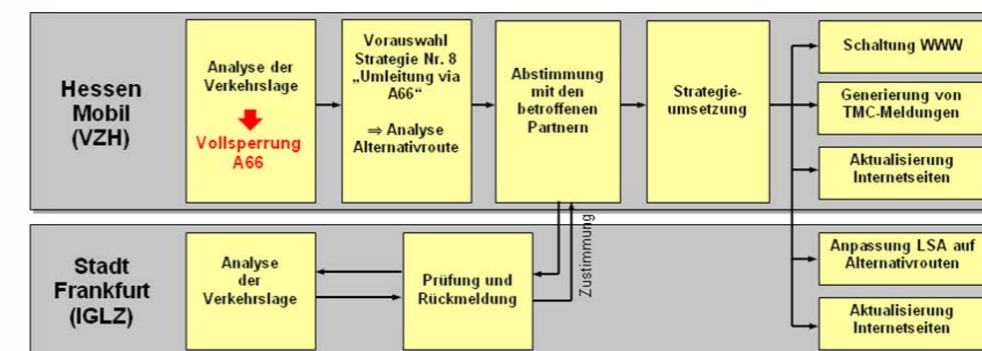 Hessen
Mobil
(VZH)
Analyse der
Verkehrslage
Vollsperrung
A66
Vorauswahl
Strategie Nr. 8
„Umleitung via
A66“
⇒ Analyse
Alternativroute
Abstimmung
mit den
betroffenen
Partnern
Strategie-
umsetzung
Schaltung WWW
Generierung von
TMC-Meldungen
Aktualisierung
Internetseiten
Zustimmung
Stadt
Frankfurt
(IGLZ)
Analyse
der
Verkehrslage
Prüfung und
Rückmeldung
Anpassung LSA auf
Alternativrouten
Aktualisierung
Internetseiten